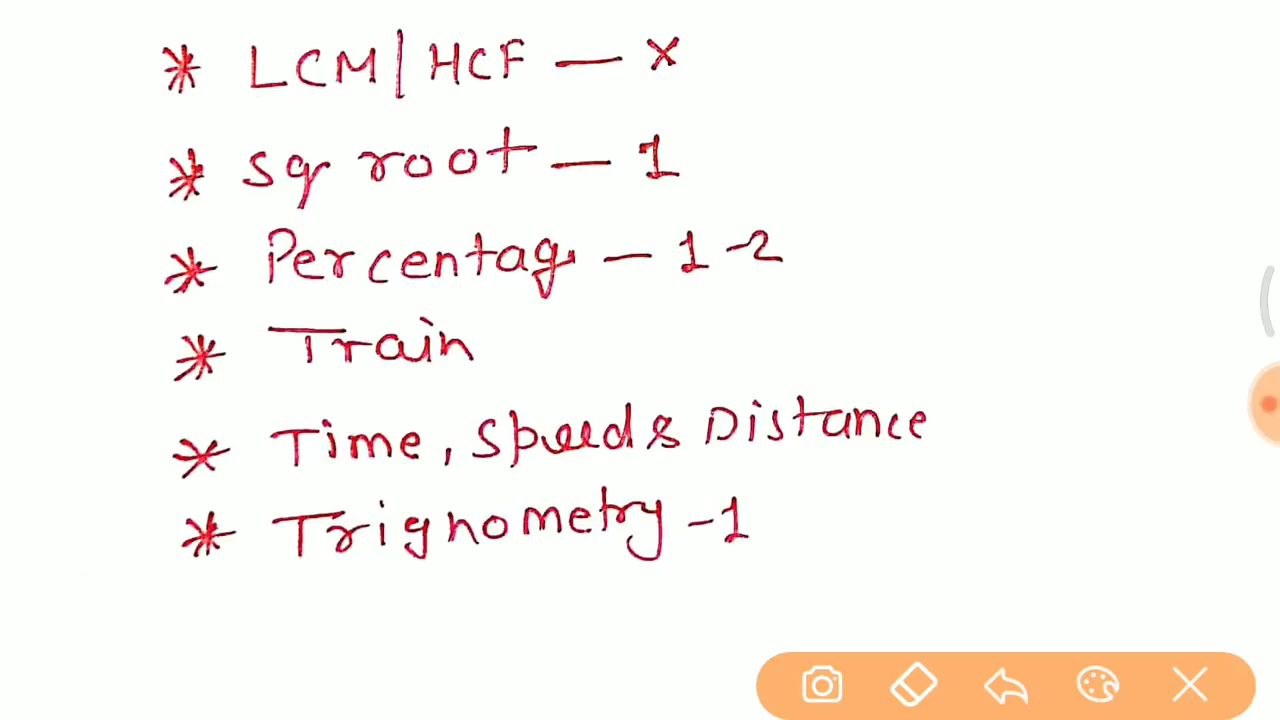 * LCM/HCF — ×
* Sq root — 1
* Percentag — 1-2
* Train
* Time, Speed & Distance
* Trignometry - 1